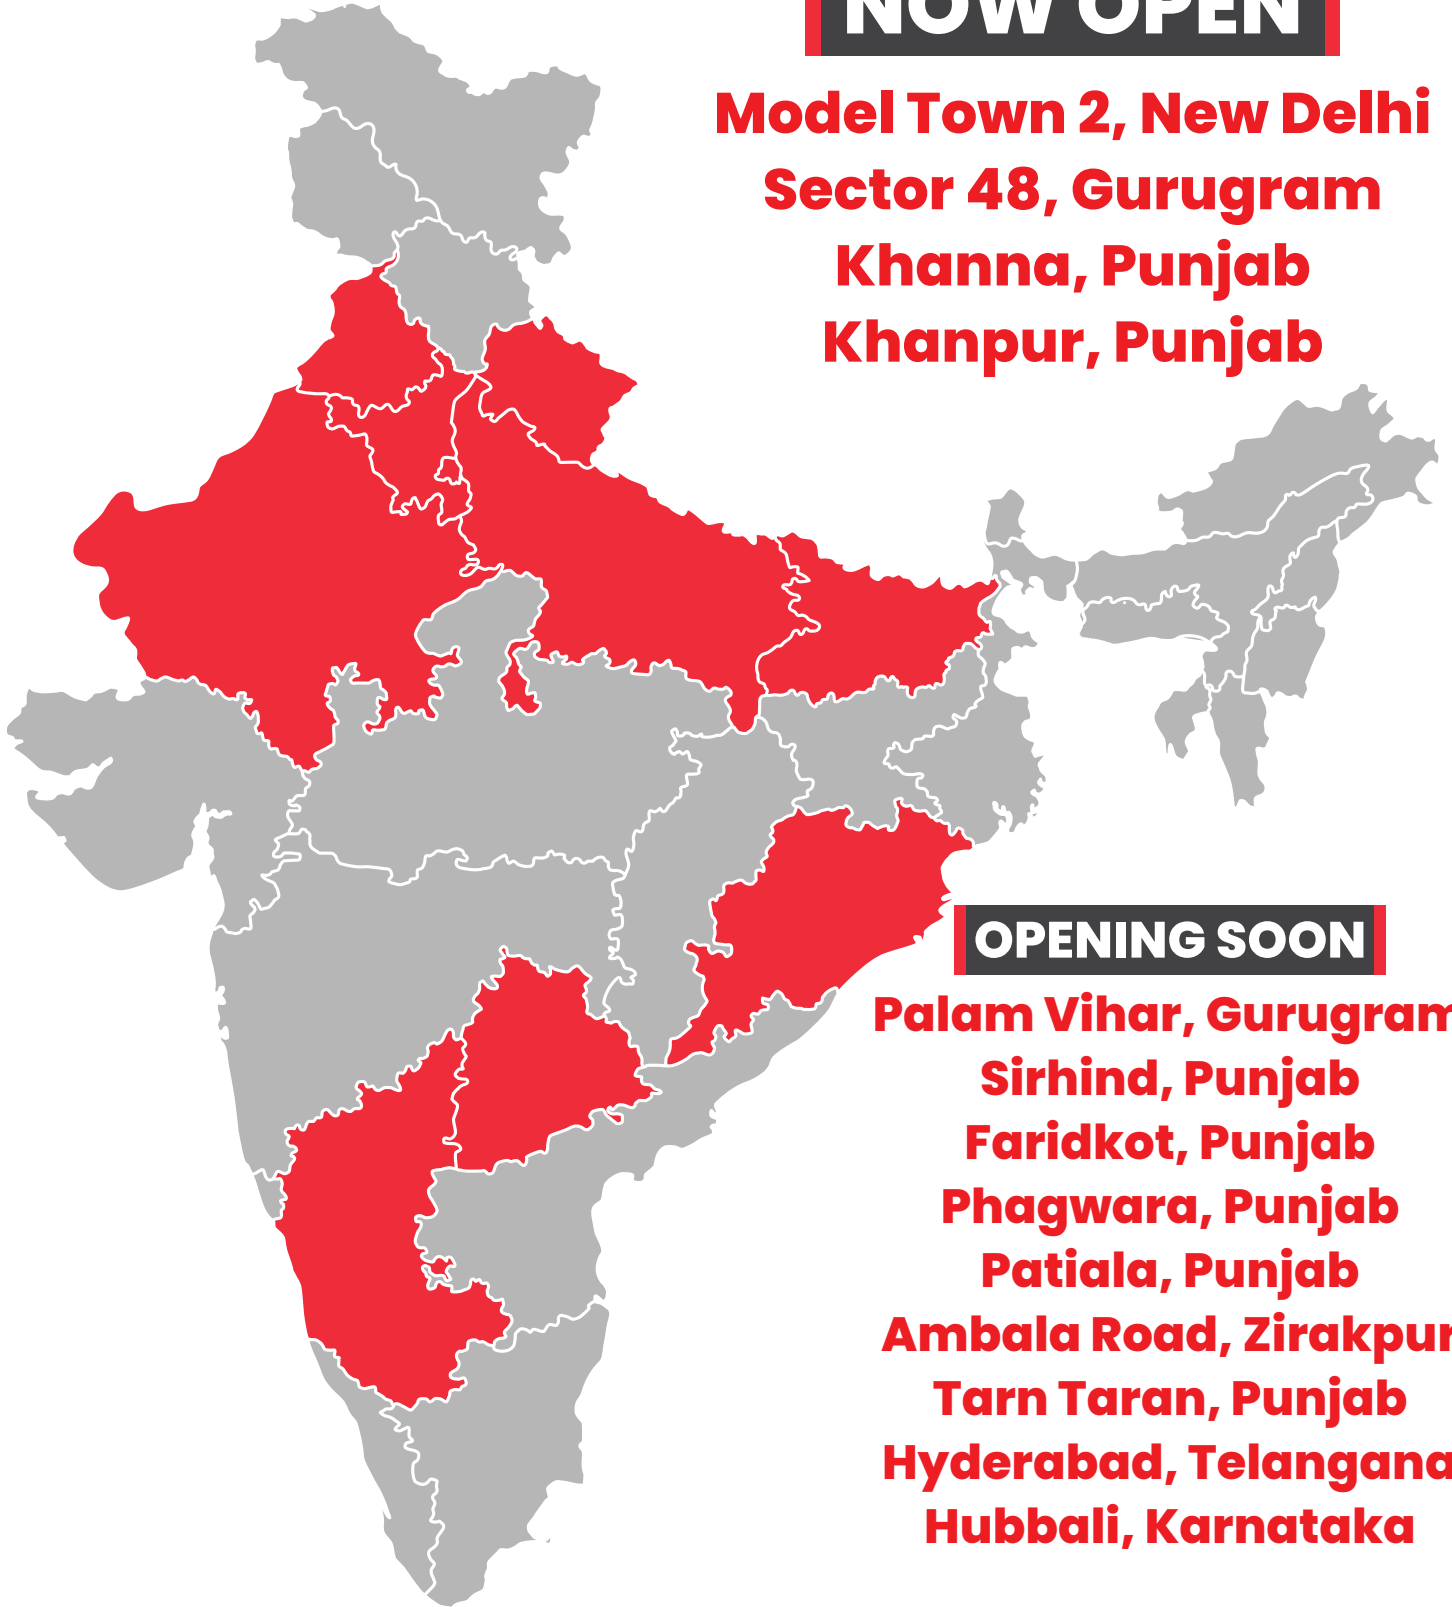 NOW OPEN
Model Town 2, New Delhi
Sector 48, Gurugram
Khanna, Punjab
Khanpur, Punjab
OPENING SOON
Palam Vihar, Gurugram
Sirhind, Punjab
Faridkot, Punjab
Phagwara, Punjab
Patiala, Punjab
Ambala Road, Zirakpur
Tarn Taran, Punjab
Hyderabad, Telangana
Hubbali, Karnataka